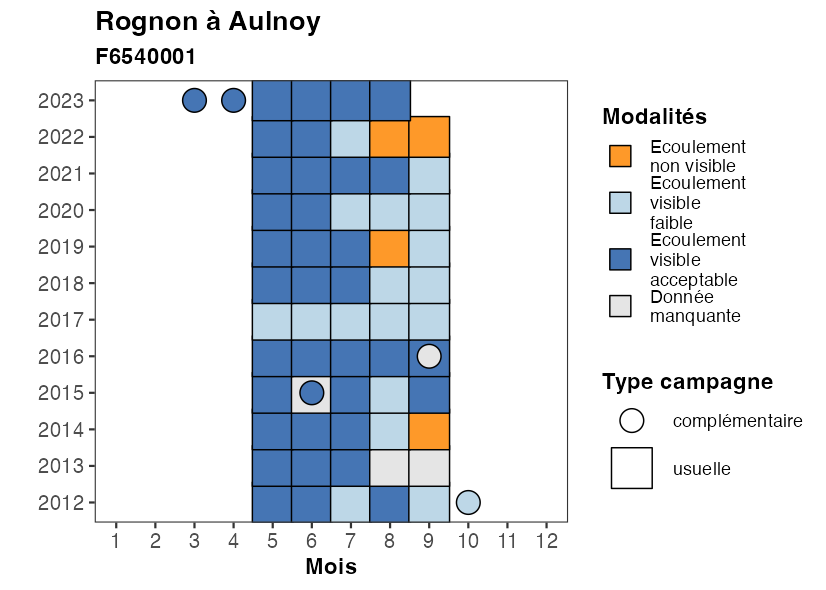 Rognon à Aulnoy
F6540001
2023
2022
2021
2020
2019
2018
2017
2016
2015
2014
2013
2012
1 2 3 4 5 6 7 8 9 10 11 12
Mois
Modalités
Ecoulement
non visible
Ecoulement
visible
faible
Ecoulement
visible
acceptable
Donnée
manquante
Type campagne
complémentaire
usuelle